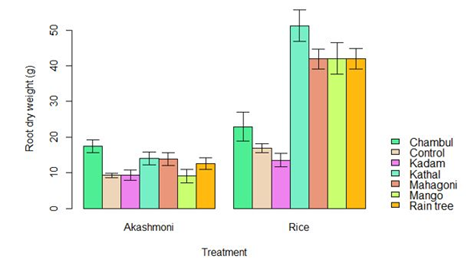 Root dry weight (g)
50
40
30
20
10
0
Akashmoni
Rice
Treatment
Chambul
Control
Kadam
Kathal
Mahagoni
Mango
Rain tree